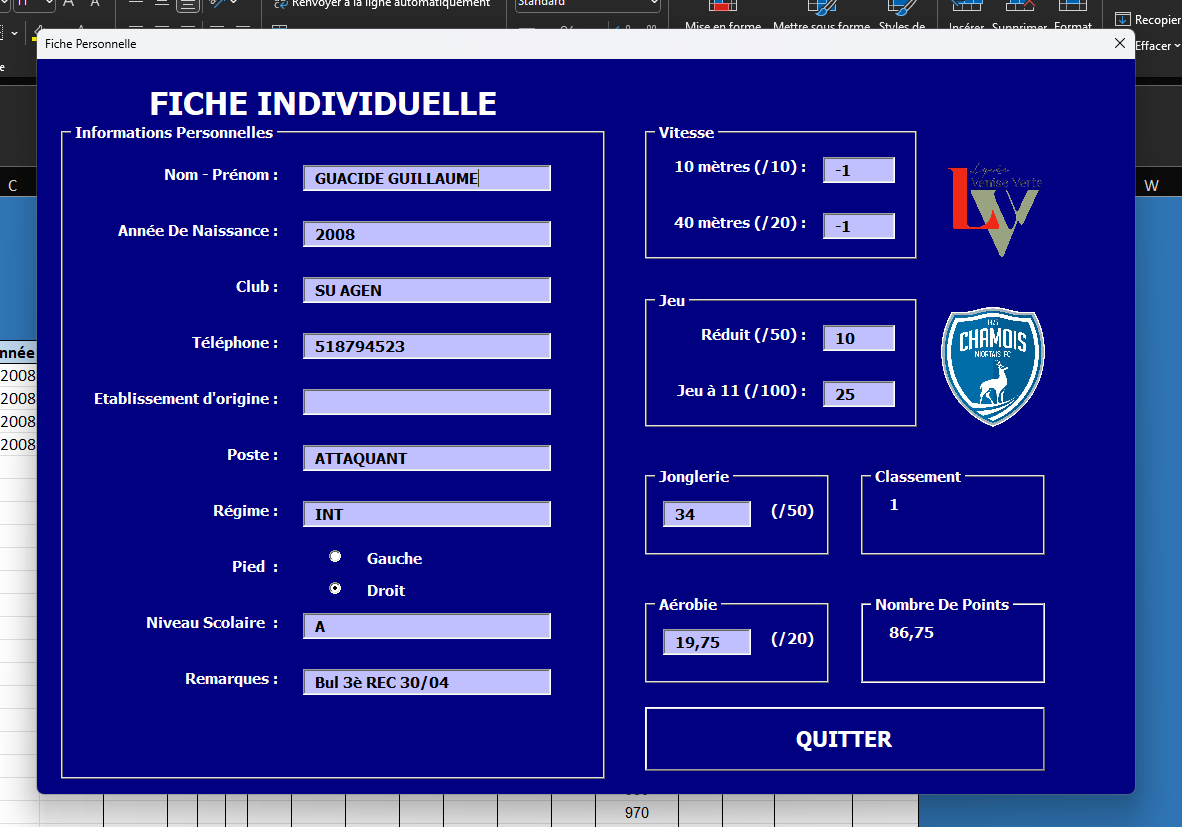 Renvoyer à la ligne automatiquement
Standard
Mise en forme
Mettre sous forme
Styles de
Insérer
Supprimer
Format
Recopier
Effacer
Fiche Personnelle
FICHE INDIVIDUELLE
Informations Personnelles
Nom - Prénom :
GUACIDE GUILLAUME
Année De Naissance :
2008
Club :
SU AGEN
Téléphone :
518794523
Etablissement d'origine :
Poste :
ATTAQUANT
Régime :
INT
Pied :
Gauche
Droit
Niveau Scolaire :
A
Remarques :
Bul 3è REC 30/04
Vitesse
10 mètres (/10) :
-1
40 mètres (/20) :
-1
Jeu
Réduit (/50) :
10
Jeu à 11 (/100) :
25
Jonglerie
34
(/50)
Classement
1
Aérobie
19,75
(/20)
Nombre De Points
86,75
QUITTER
Lycée
Venise Verte
LVV
CHAMOIS
NIORTAIS FC
C
W
nnée
2008
2008
2008
2008
970